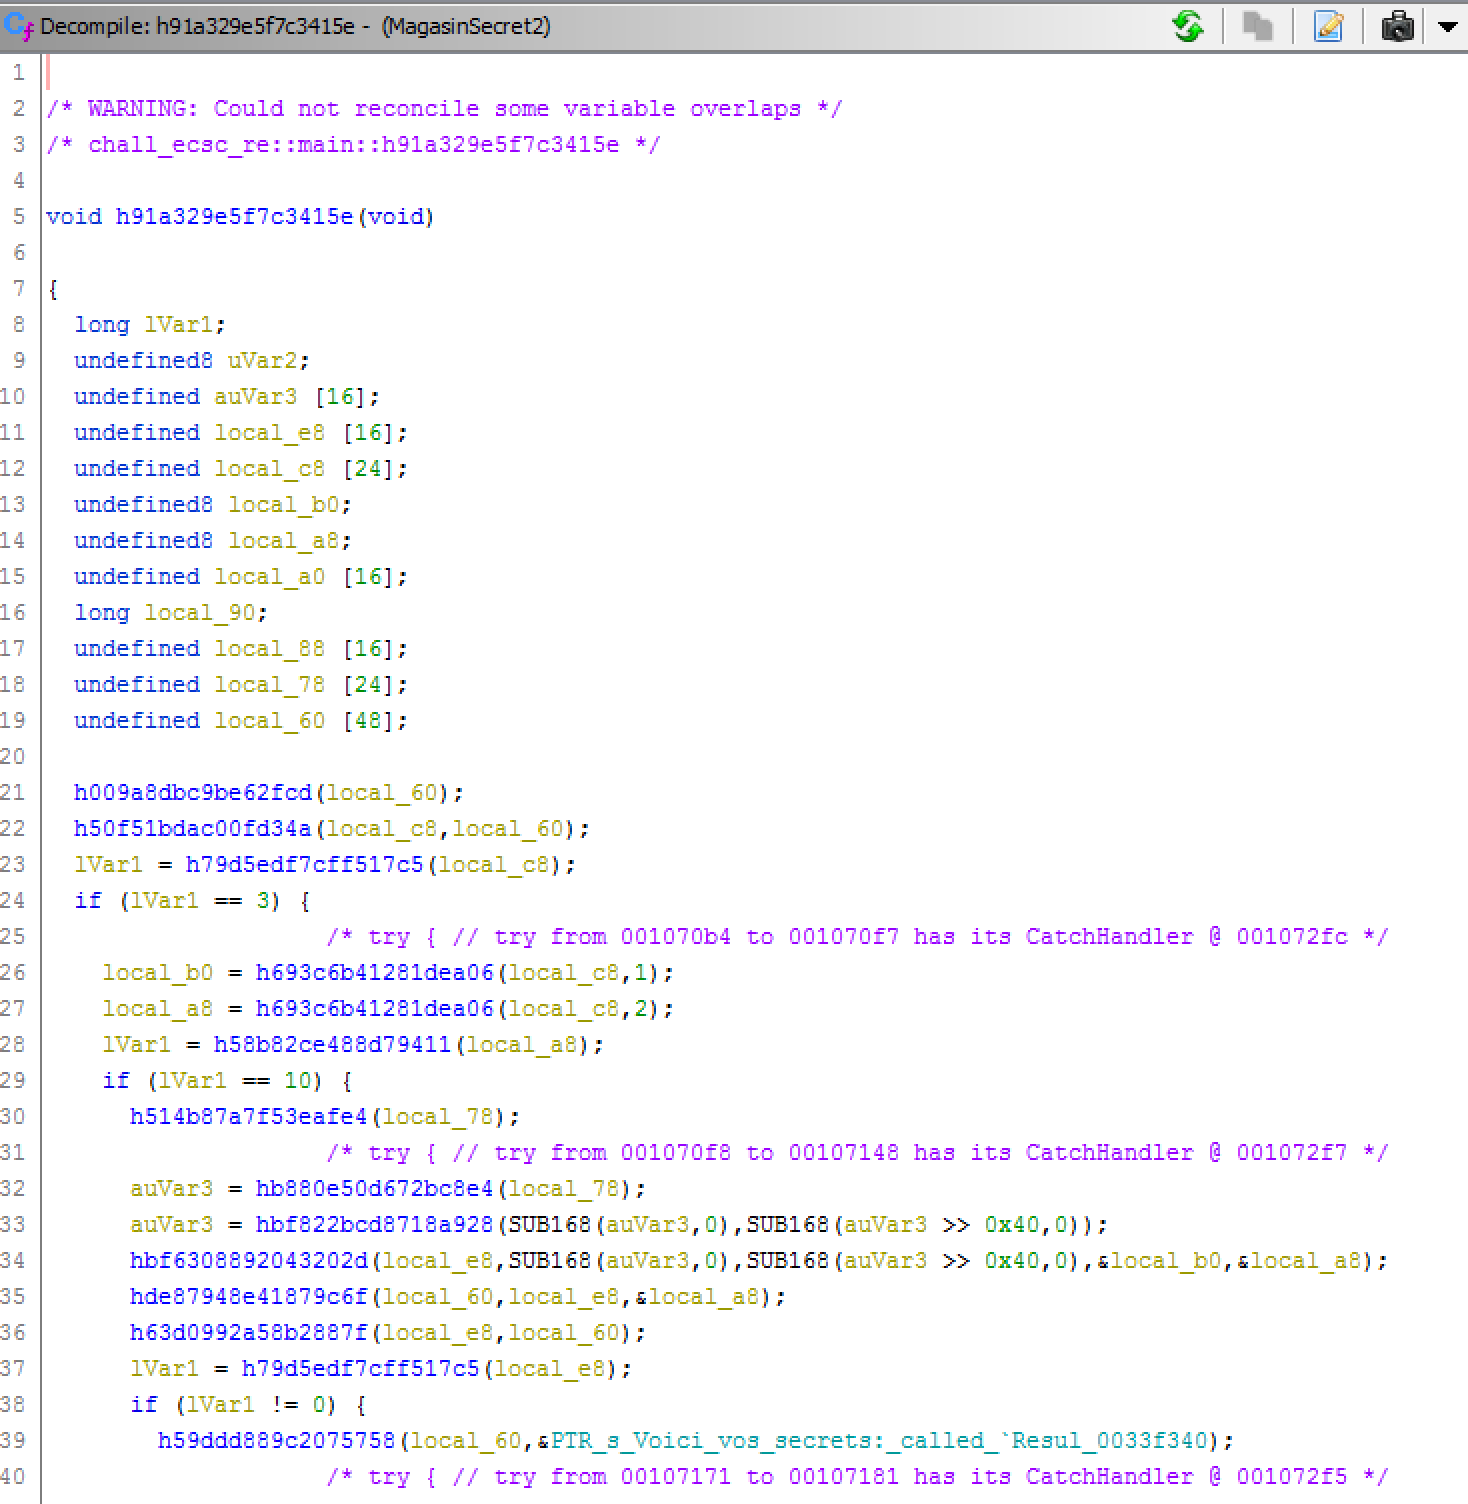 Decompile: h91a329e5f7c3415e - (MagasinSecret2)
1
2 /* WARNING: Could not reconcile some variable overlaps */
3 /* chall_ecsc_re::main::h91a329e5f7c3415e */
4
5 void h91a329e5f7c3415e(void)
6
7 {
8 long lVar1;
9 undefined8 uVar2;
10 undefined auVar3 [16];
11 undefined local_e8 [16];
12 undefined local_c8 [24];
13 undefined8 local_b0;
14 undefined8 local_a8;
15 undefined local_a0 [16];
16 long local_90;
17 undefined local_88 [16];
18 undefined local_78 [24];
19 undefined local_60 [48];
20
21 h009a8dbc9be62fcd(local_60);
22 h50f51bdac00fd34a(local_c8,local_60);
23 lVar1 = h79d5edf7cff517c5(local_c8);
24 if (lVar1 == 3) {
25 /* try { // try from 001070b4 to 001070f7 has its CatchHandler @ 001072fc */
26 local_b0 = h693c6b41281dea06(local_c8,1);
27 local_a8 = h693c6b41281dea06(local_c8,2);
28 lVar1 = h58b82ce488d79411(local_a8);
29 if (lVar1 == 10) {
30 h514b87a7f53eafe4(local_78);
31 /* try { // try from 001070f8 to 00107148 has its CatchHandler @ 001072f7 */
32 auVar3 = hb880e50d672bc8e4(local_78);
33 auVar3 = hbf822bcd8718a928(SUB168(auVar3,0),SUB168(auVar3 >> 0x40,0));
34 hbf6308892043202d(local_e8,SUB168(auVar3,0),SUB168(auVar3 >> 0x40,0),&local_b0,&local_a8);
35 hde87948e41879c6f(local_60,local_e8,&local_a8);
36 h63d0992a58b2887f(local_e8,local_60);
37 lVar1 = h79d5edf7cff517c5(local_e8);
38 if (lVar1 != 0) {
39 h59ddd889c2075758(local_60,&PTR_s_Voici_vos_secrets:_called_`Resul_0033f340);
40 /* try { // try from 00107171 to 00107181 has its CatchHandler @ 001072f5 */